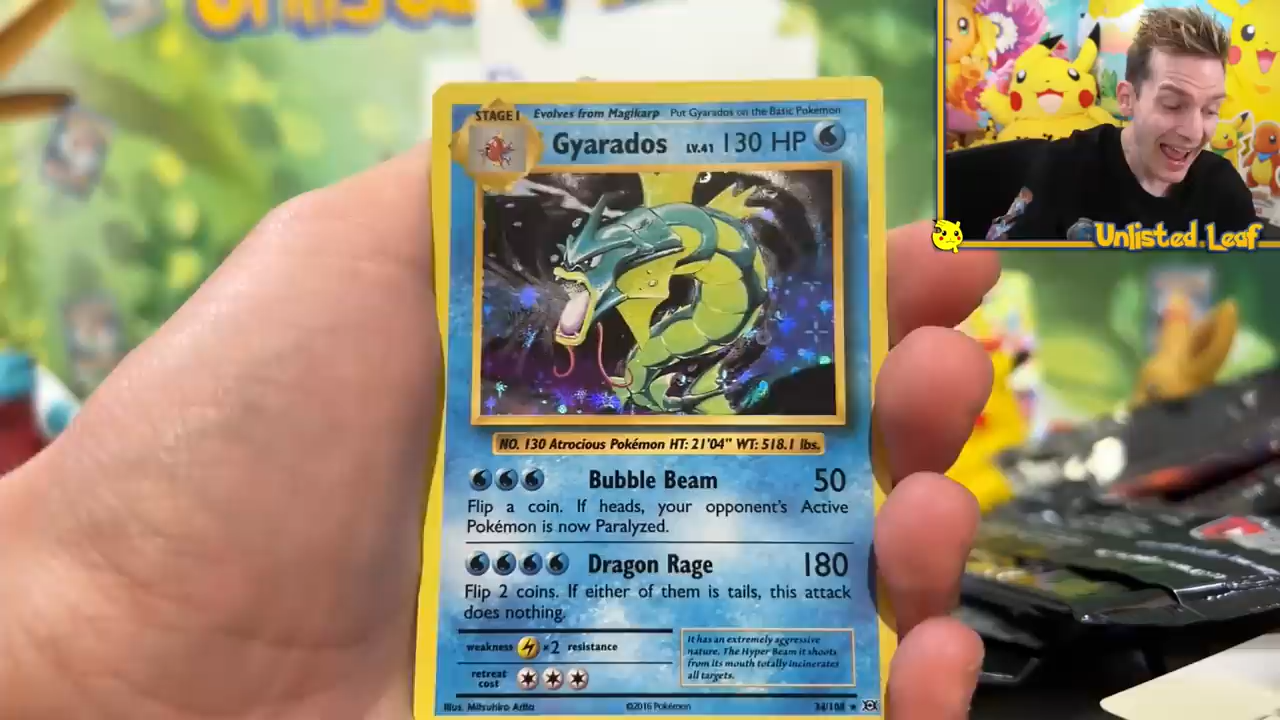 STAGE 1 Evolves from Magikarp Put Gyarados on the Basic Pokémon
Gyarados LV.41 130 HP
Unlisted Leaf
NO. 130 Atrocious Pokémon HT: 21'04" WT: 518.1 lbs.
Bubble Beam 50
Flip a coin. If heads, your opponent's Active
Pokémon is now Paralyzed.
Dragon Rage 180
Flip 2 coins. If either of them is tails, this attack
does nothing.
weakness ×2 resistance
retreat
cost
It has an extremely aggressive
nature. The Hyper Beam it shoots
from its mouth totally incinerates
all targets.
Illus. Mitsuhiro Arita ©2016 Pokémon 34/108